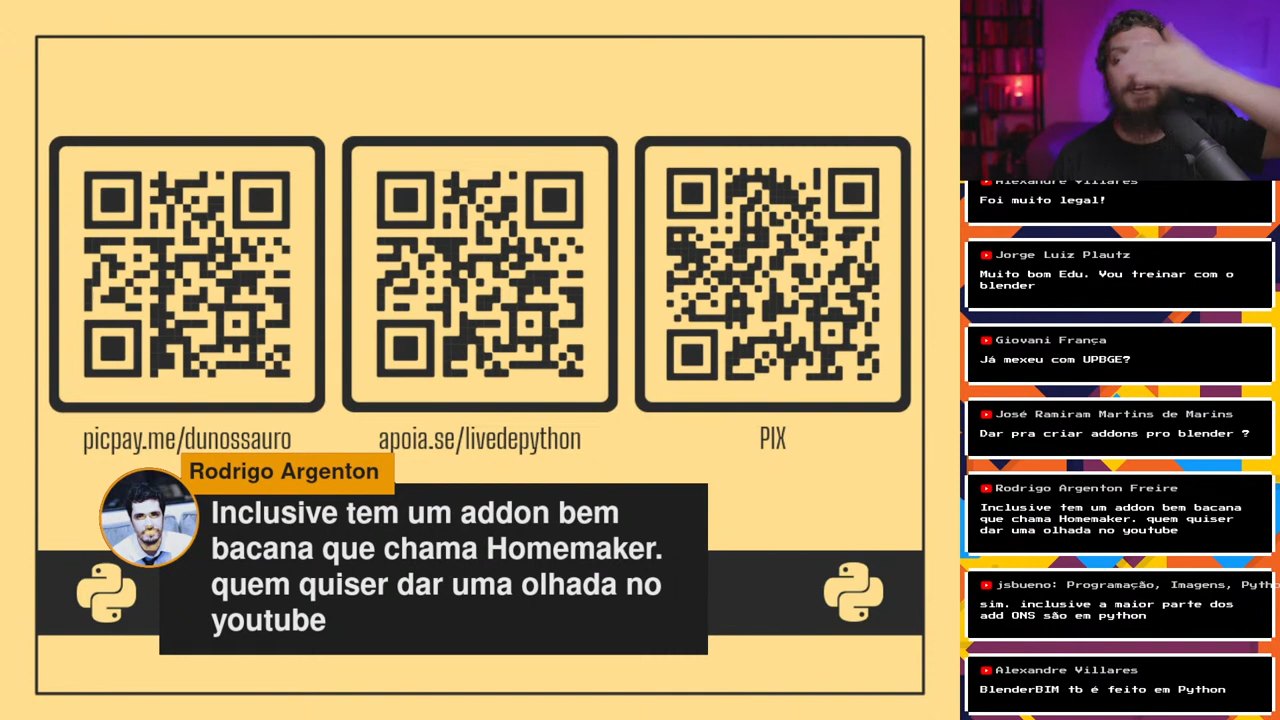 picpay.me/dunossauro
apoia.se/livedepython
PIX
Rodrigo Argenton
Inclusive tem um addon bem
bacana que chama Homemaker.
quem quiser dar uma olhada no
youtube
Alexandre Villares
Foi muito legal!
Jorge Luiz Plautz
Muito bom Edu. Vou treinar com o
blender
Giovani França
Já mexeu com UPBGE?
José Ramiram Martins de Marins
Dar pra criar addons pro blender ?
Rodrigo Argenton Freire
Inclusive tem um addon bem bacana
que chama Homemaker. quem quiser
dar uma olhada no youtube
jsbueno: Programação, Imagens, Pytho
sim. inclusive a maior parte dos
add ONS são em python
Alexandre Villares
BlenderBIM tb é feito em Python